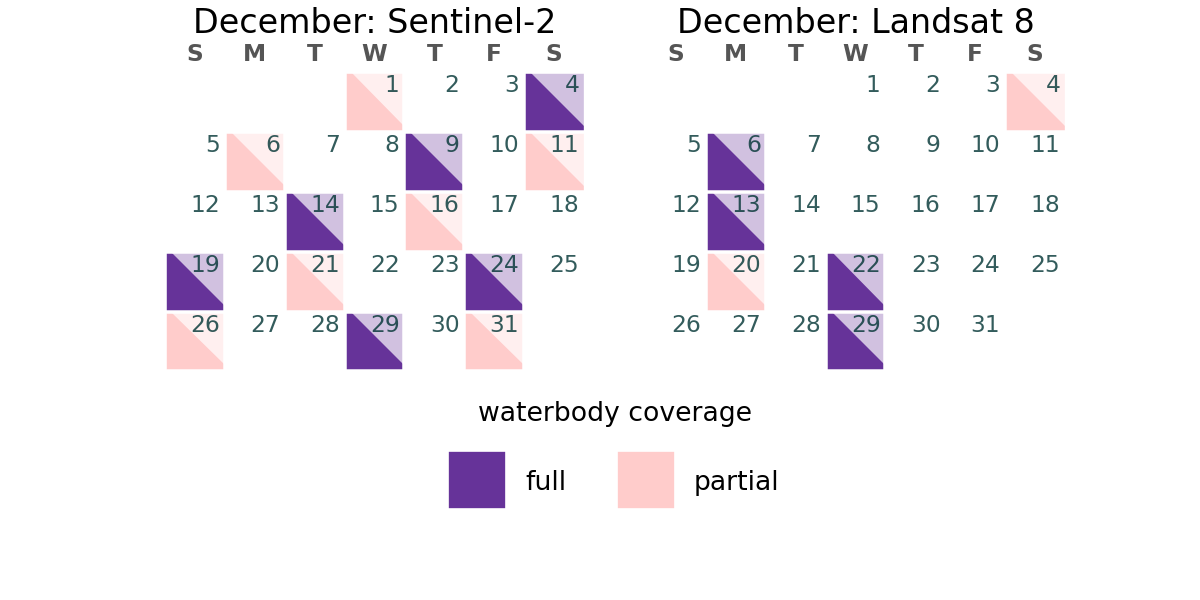 December: Sentinel-2
S M T W T F S
1 2 3 4
5 6 7 8 9 10 11
12 13 14 15 16 17 18
19 20 21 22 23 24 25
26 27 28 29 30 31
December: Landsat 8
S M T W T F S
1 2 3 4
5 6 7 8 9 10 11
12 13 14 15 16 17 18
19 20 21 22 23 24 25
26 27 28 29 30 31
waterbody coverage
full partial